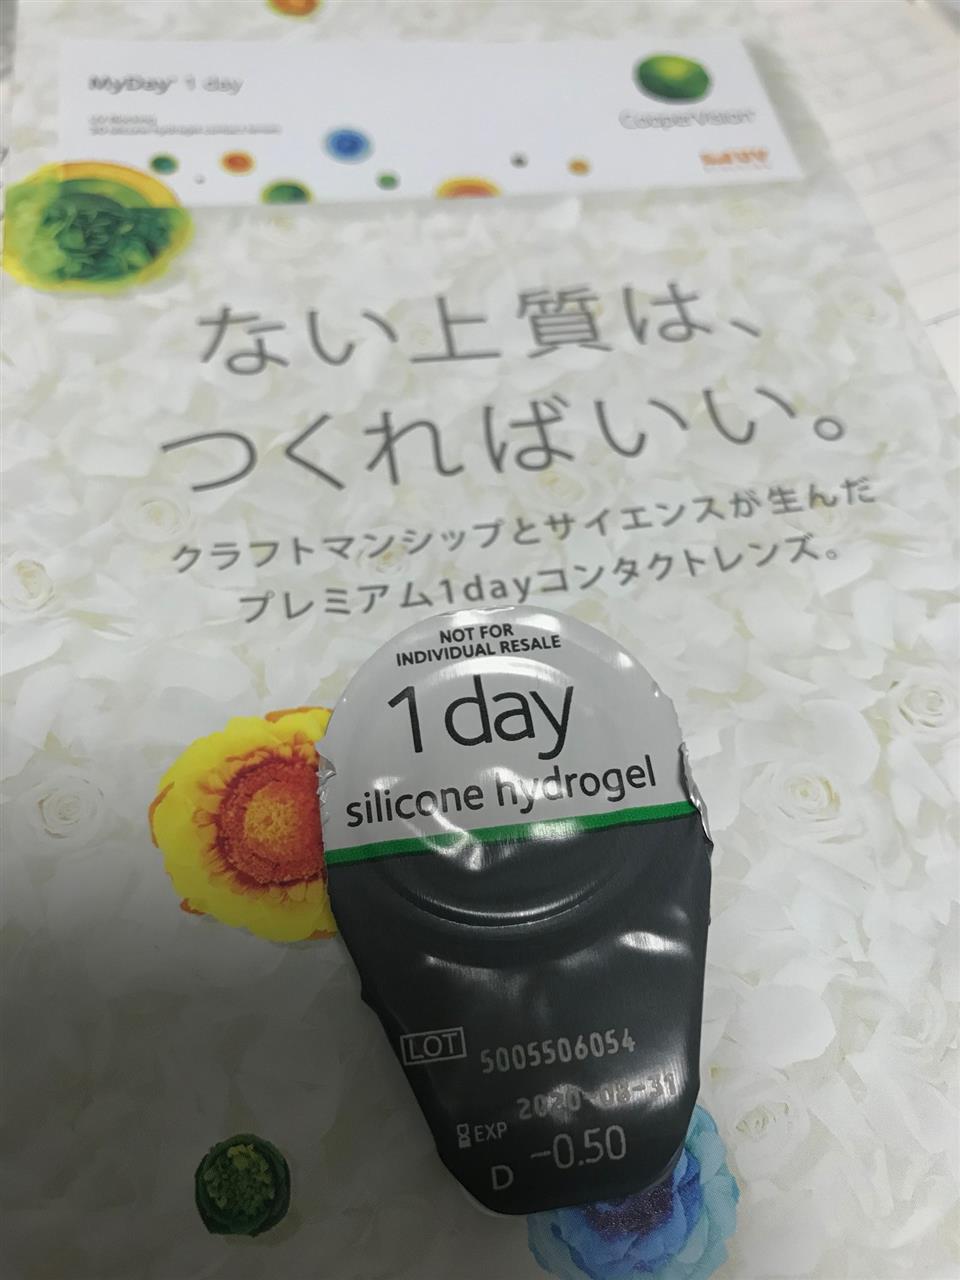 MyDay® 1 day
CooperVision®
ない上質は、
つくればいい。
クラフトマンシップとサイエンスが生んだ
プレミアム1dayコンタクトレンズ。
NOT FOR
INDIVIDUAL RESALE
1 day
silicone hydrogel
LOT 5005506054
EXP 2020-08-31
D -0.50